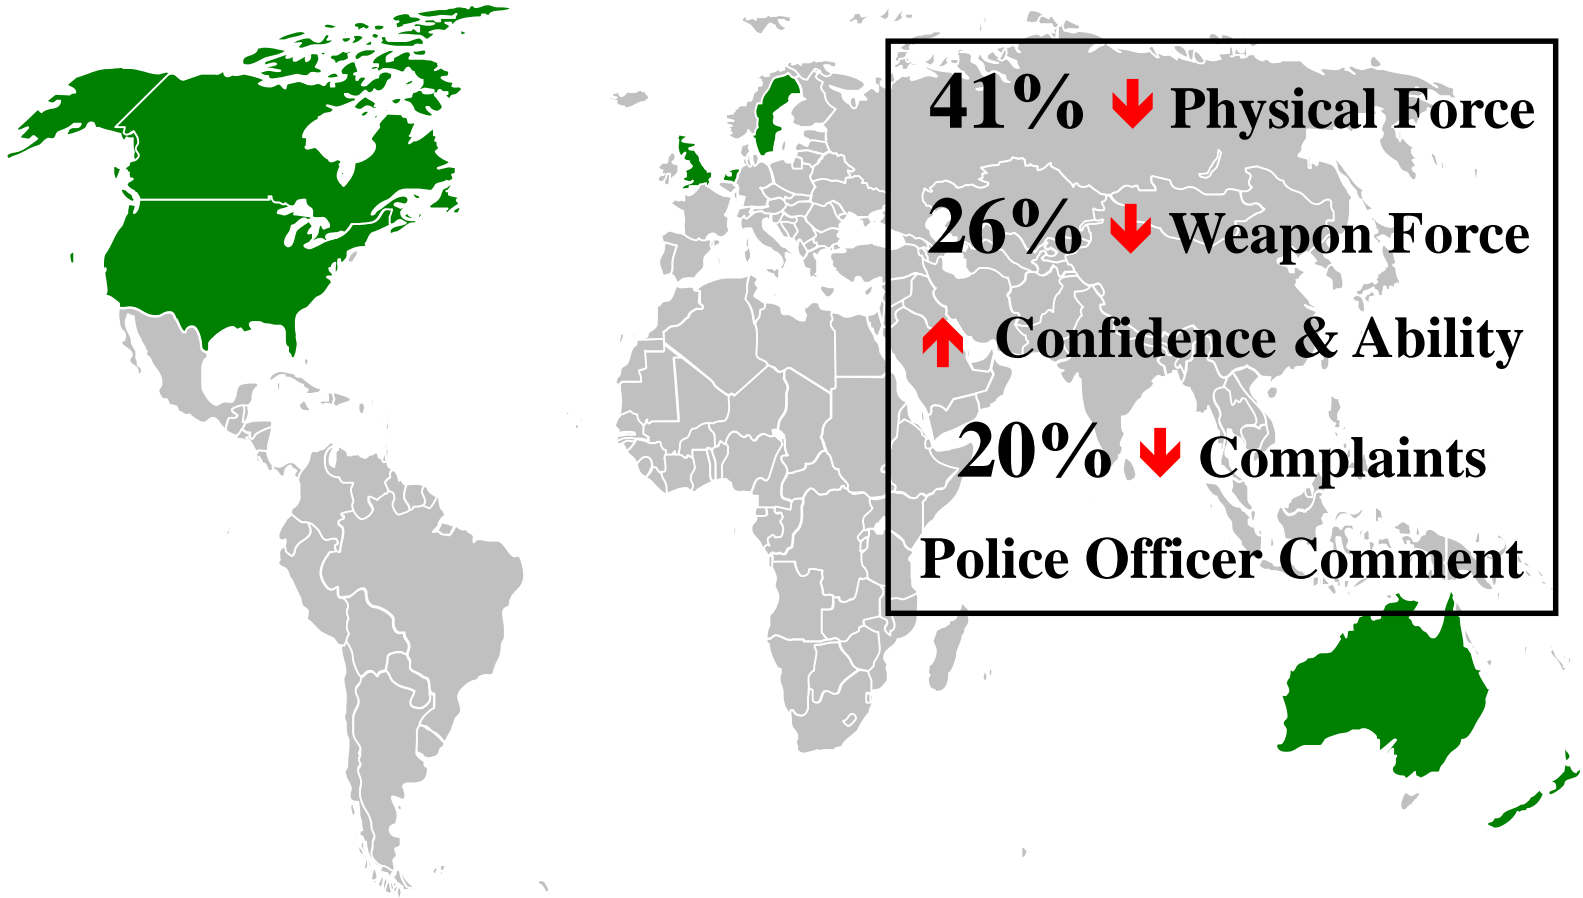 41% ↓ Physical Force
26% ↓ Weapon Force
↑ Confidence & Ability
20% ↓ Complaints
Police Officer Comment